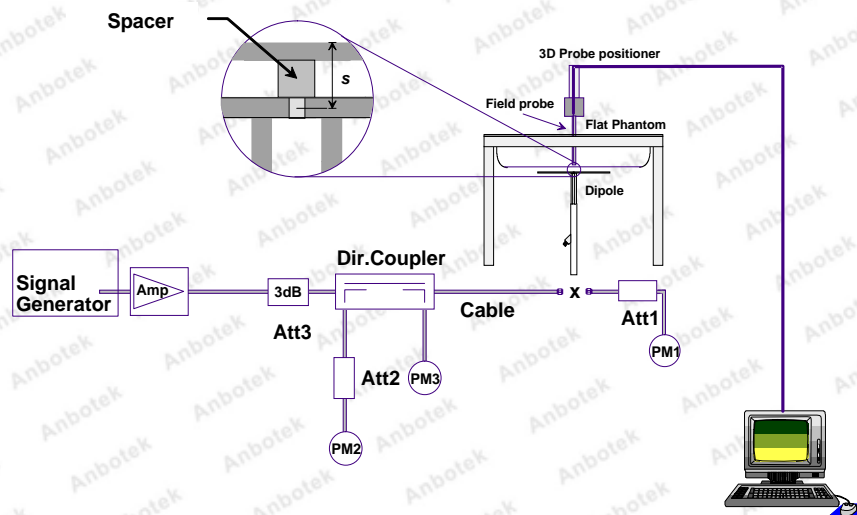 Spacer
s
3D Probe positioner
Field probe
Flat Phantom
Dipole
Signal
Generator
Amp
3dB
Att3
Dir.Coupler
Cable
x
Att1
PM1
Att2
PM3
PM2
Anbotek